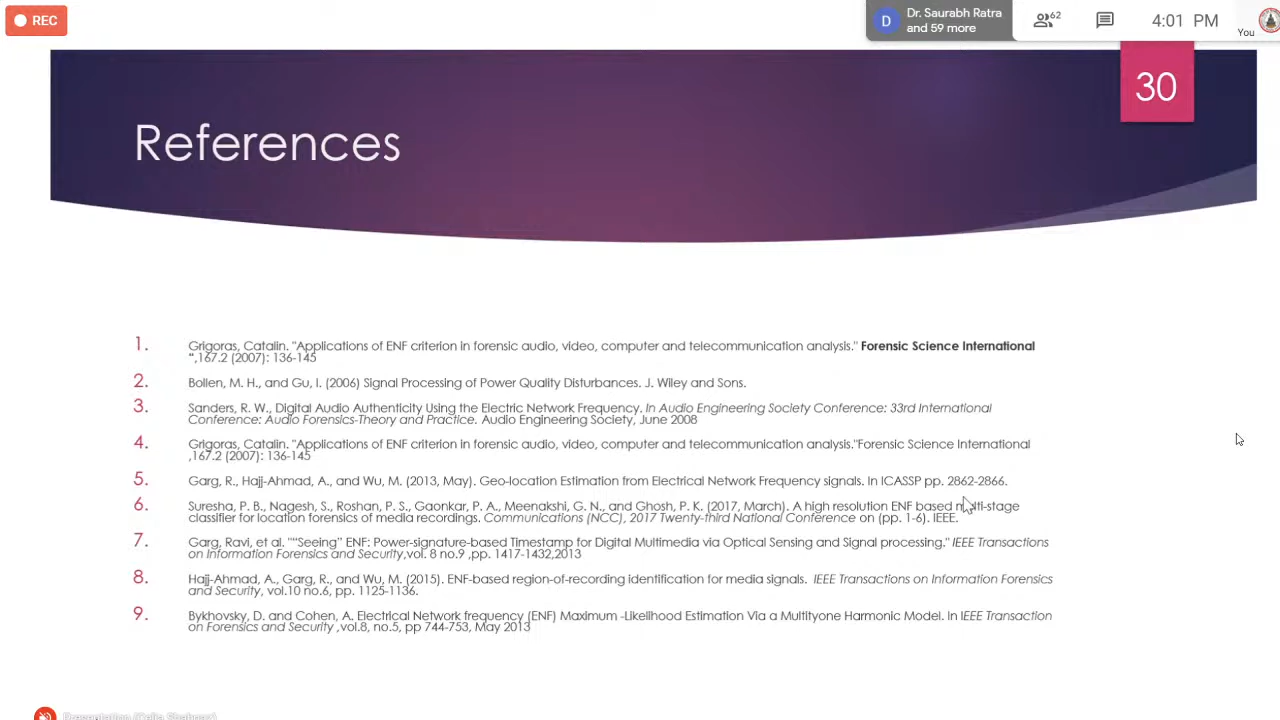 REC
Dr. Saurabh Ratra
and 59 more
D
62
4:01 PM
You
30
References
1. Grigoras, Catalin. "Applications of ENF criterion in forensic audio, video, computer and telecommunication analysis." Forensic Science International
",167.2 (2007): 136-145
2. Bollen, M. H., and Gu, I. (2006) Signal Processing of Power Quality Disturbances. J. Wiley and Sons.
3. Sanders, R. W., Digital Audio Authenticity Using the Electric Network Frequency. In Audio Engineering Society Conference: 33rd International
Conference: Audio Forensics-Theory and Practice. Audio Engineering Society, June 2008
4. Grigoras, Catalin. "Applications of ENF criterion in forensic audio, video, computer and telecommunication analysis."Forensic Science International
,167.2 (2007): 136-145
5. Garg, R., Hajj-Ahmad, A., and Wu, M. (2013, May). Geo-location Estimation from Electrical Network Frequency signals. In ICASSP pp. 2862-2866.
6. Suresha, P. B., Nagesh, S., Roshan, P. S., Gaonkar, P. A., Meenakshi, G. N., and Ghosh, P. K. (2017, March). A high resolution ENF based multi-stage
classifier for location forensics of media recordings. Communications (NCC), 2017 Twenty-third National Conference on (pp. 1-6). IEEE.
7. Garg, Ravi, et al. ""Seeing" ENF: Power-signature-based Timestamp for Digital Multimedia via Optical Sensing and Signal processing." IEEE Transactions
on Information Forensics and Security,vol. 8 no.9 ,pp. 1417-1432,2013
8. Hajj-Ahmad, A., Garg, R., and Wu, M. (2015). ENF-based region-of-recording identification for media signals. IEEE Transactions on Information Forensics
and Security, vol.10 no.6, pp. 1125-1136.
9. Bykhovsky, D. and Cohen, A. Electrical Network frequency (ENF) Maximum -Likelihood Estimation Via a Multityone Harmonic Model. In IEEE Transaction
on Forensics and Security ,vol.8, no.5, pp 744-753, May 2013